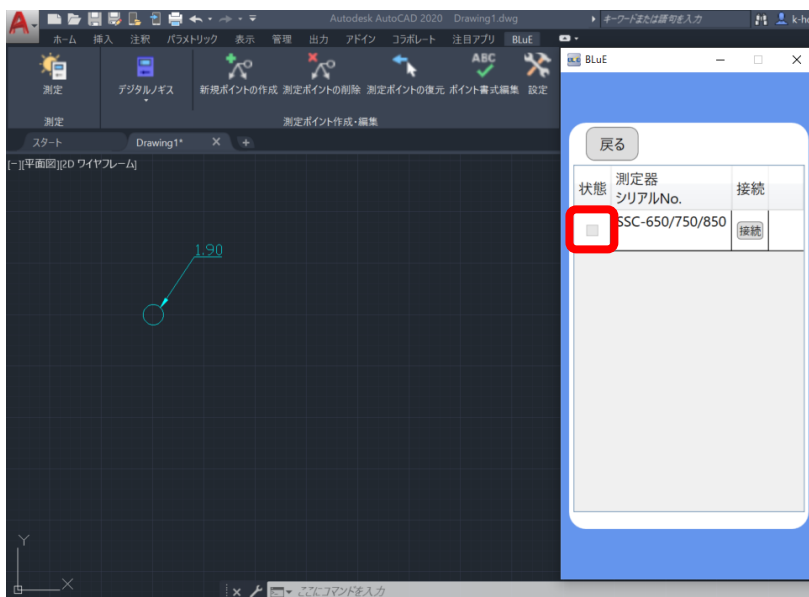 Autodesk AutoCAD 2020 Drawing1.dwg
キーワードまたは語句を入力
ホーム 挿入 注釈 パラメトリック 表示 管理 出力 アドイン コラボレート 注目アプリ BLuE
測定
デジタルノギス
新規ポイントの作成
測定ポイントの削除
測定ポイントの復元
ABC
ポイント書式編集
設定
測定
測定ポイント作成・編集
スタート
Drawing1*
[-][平面図][2D ワイヤフレーム]
1.90
Y
X
ここにコマンドを入力
BLuE
戻る
状態
測定器
シリアルNo.
接続
SSC-650/750/850
接続